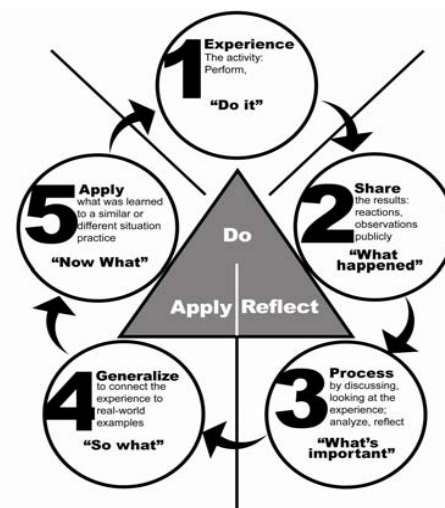 1 Experience
The activity:
Perform,
“Do it”
2 Share
the results:
reactions,
observations
publicly
“What
happened”
3 Process
by discussing,
looking at the
experience;
analyze, reflect
“What’s
important”
4 Generalize
to connect the
experience to
real-world
examples
“So what”
5 Apply
what was learned
to a similar or
different situation
practice
“Now What”
Do
Apply Reflect